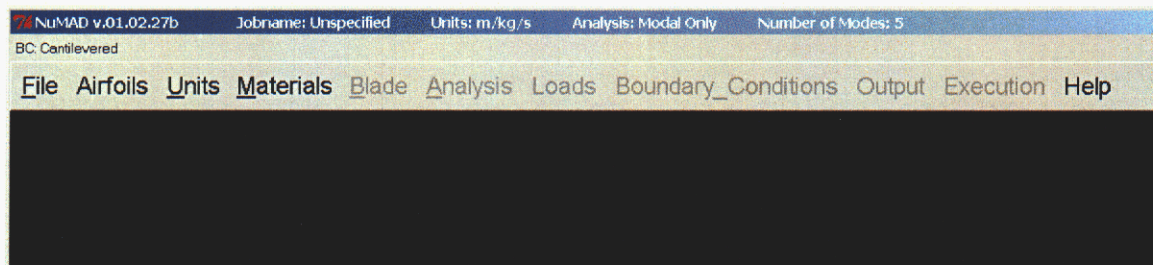 NuMAD v.01.02.27b Jobname: Unspecified Units: m/kg/s Analysis: Modal Only Number of Modes: 5
BC: Cantilevered
File Airfoils Units Materials Blade Analysis Loads Boundary_Conditions Output Execution Help